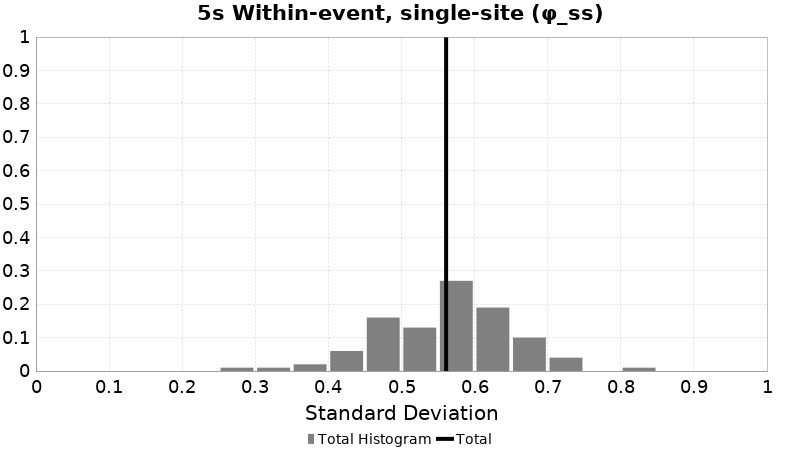 5s Within-event, single-site (φ_ss)
1
0.9
0.8
0.7
0.6
0.5
0.4
0.3
0.2
0.1
0
0 0.1 0.2 0.3 0.4 0.5 0.6 0.7 0.8 0.9 1
Standard Deviation
Total Histogram Total